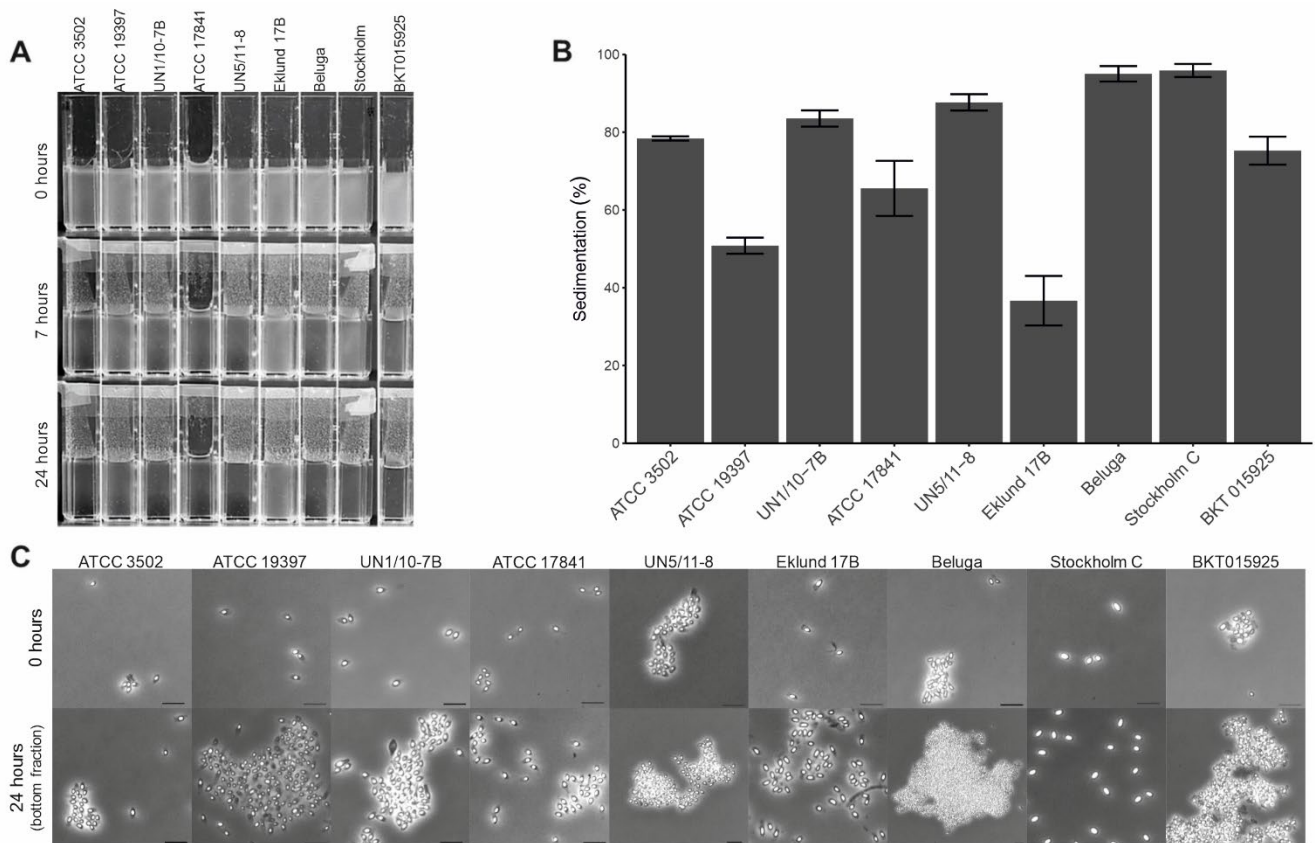 A
ATCC 3502
ATCC 19397
UN1/10-7B
ATCC 17841
UN5/11-8
Eklund 17B
Beluga
Stockholm
BKT015925
0 hours
7 hours
24 hours
B
Sedimentation (%)
100
80
60
40
20
0
ATCC 3502
ATCC 19397
UN1/10−7B
ATCC 17841
UN5/11−8
Eklund 17B
Beluga
Stockholm C
BKT 015925
C
ATCC 3502 ATCC 19397 UN1/10-7B ATCC 17841 UN5/11-8 Eklund 17B Beluga Stockholm C BKT015925
0 hours
24 hours
(bottom fraction)